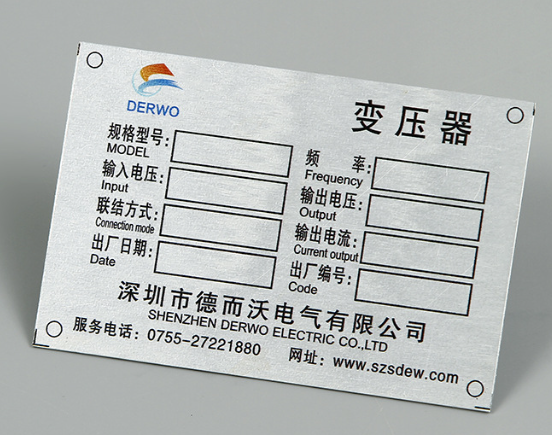 DERWO
变压器
规格型号：
MODEL
频 率：
Frequency
输入电压：
Input
输出电压：
Output
联结方式：
Connection mode
输出电流：
Current output
出厂日期：
Date
出厂编号：
Code
深圳市德而沃电气有限公司
SHENZHEN DERWO ELECTRIC CO.,LTD
服务电话：0755-27221880 网址：www.szsdew.com